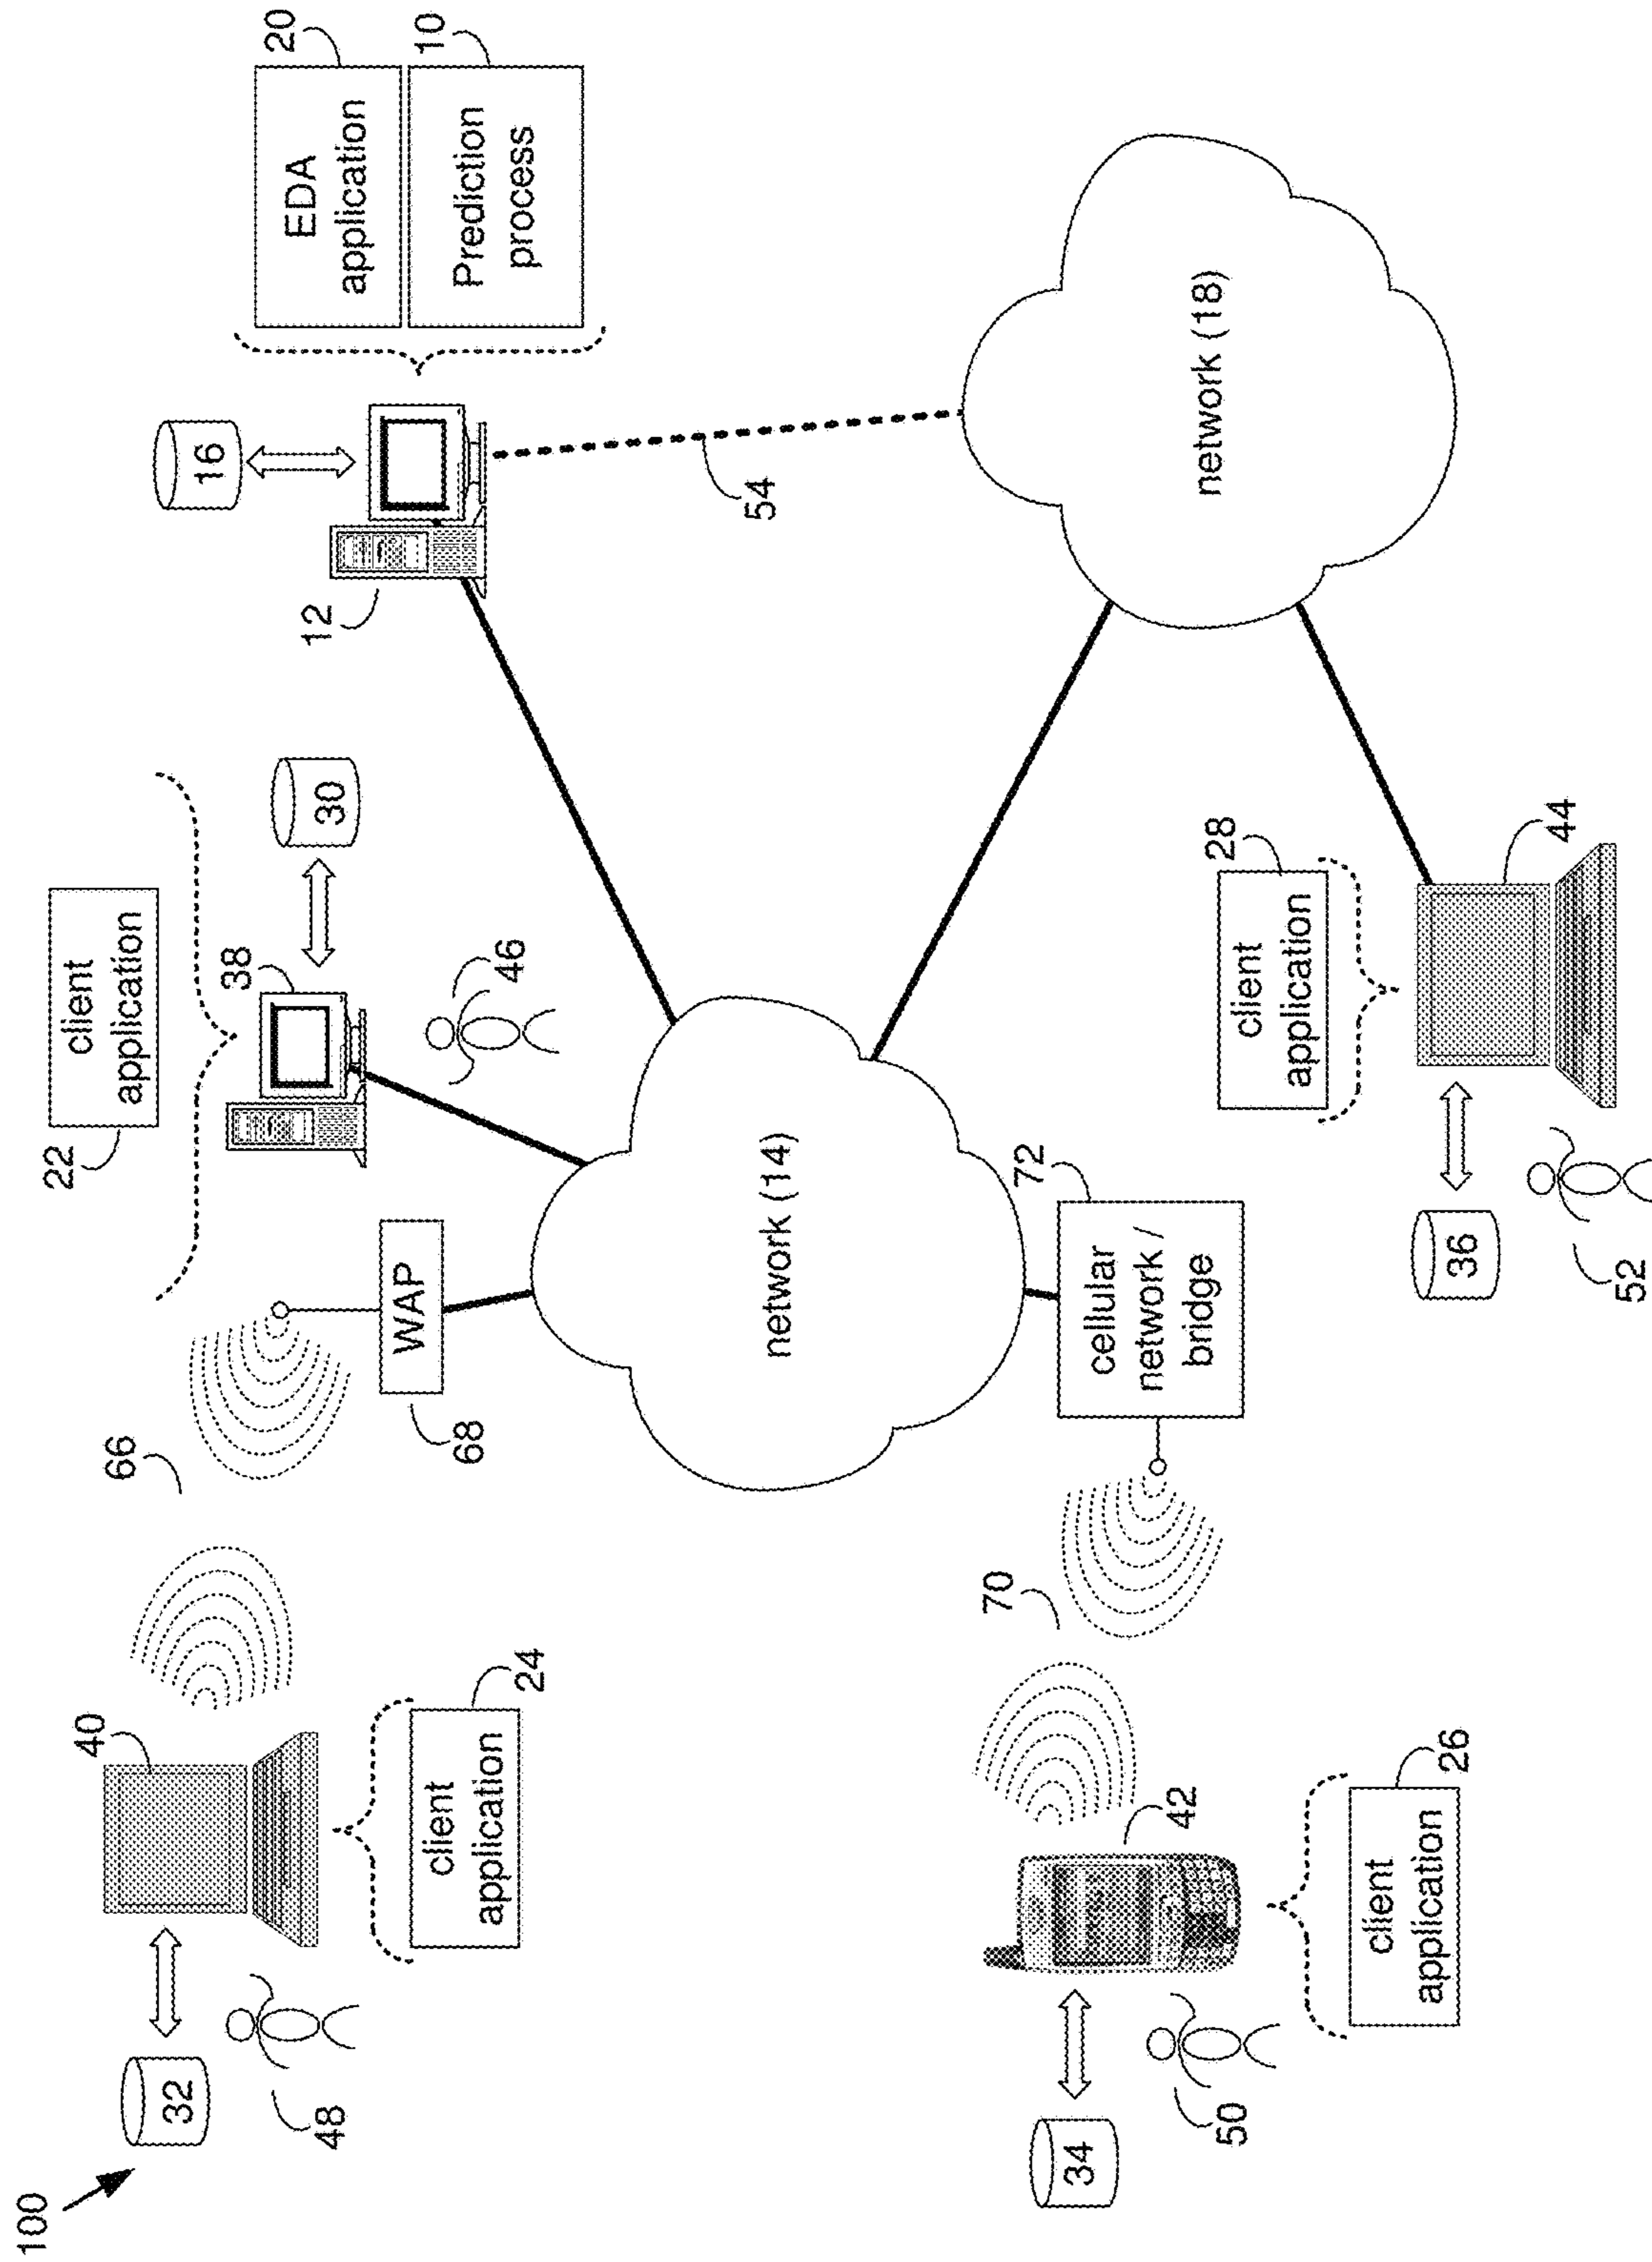 100
32
48
40
client
application
24
66
WAP
68
client
application
22
38
30
46
16
12
EDA
application
20
Prediction
process
10
54
network (14)
network (18)
34
50
42
client
application
26
70
cellular
network /
bridge
72
client
application
28
44
36
52